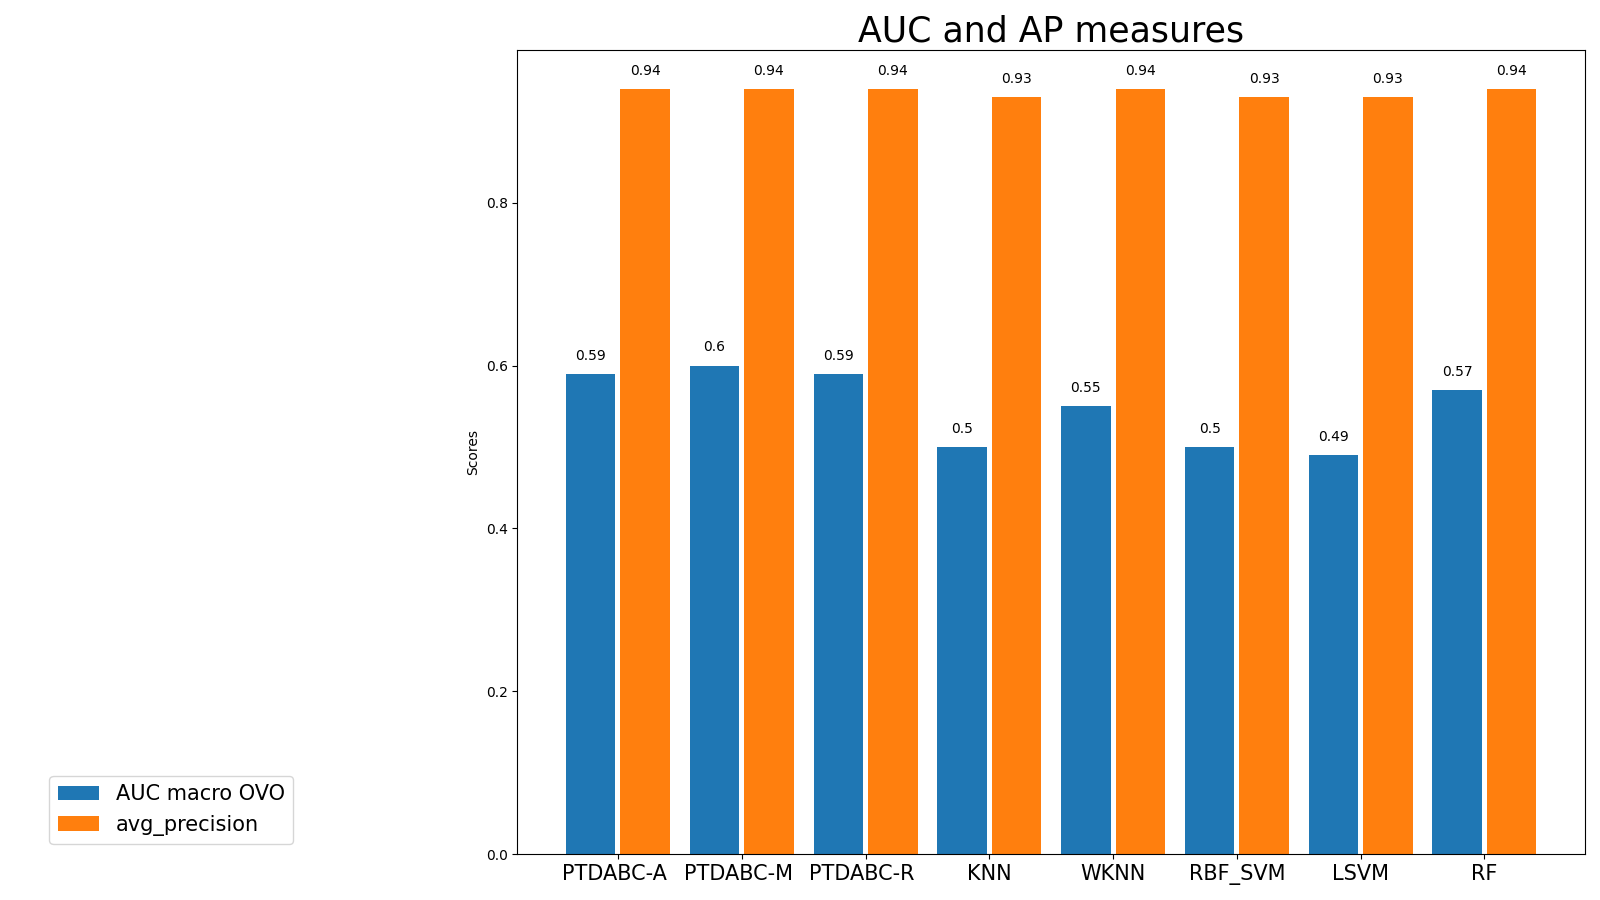 AUC and AP measures
0.94 0.94 0.94 0.93 0.94 0.93 0.93 0.94
0.59 0.6 0.59 0.5 0.55 0.5 0.49 0.57
0.8
0.6
0.4
0.2
0.0
Scores
PTDABC-A PTDABC-M PTDABC-R KNN WKNN RBF_SVM LSVM RF
AUC macro OVO
avg_precision